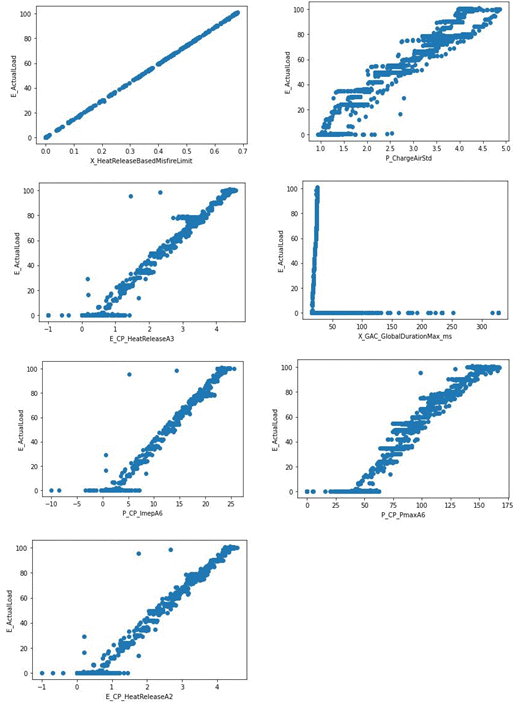 E_ActualLoad
100
80
60
40
20
0
0.0 0.1 0.2 0.3 0.4 0.5 0.6 0.7
X_HeatReleaseBasedMisfireLimit
E_ActualLoad
100
80
60
40
20
0
1.0 1.5 2.0 2.5 3.0 3.5 4.0 4.5 5.0
P_ChargeAirStd
E_ActualLoad
100
80
60
40
20
0
−1 0 1 2 3 4
E_CP_HeatReleaseA3
E_ActualLoad
100
80
60
40
20
0
50 100 150 200 250 300
X_GAC_GlobalDurationMax_ms
E_ActualLoad
100
80
60
40
20
0
−10 −5 0 5 10 15 20 25
P_CP_ImepA6
E_ActualLoad
100
80
60
40
20
0
0 25 50 75 100 125 150 175
P_CP_PmaxA6
E_ActualLoad
100
80
60
40
20
0
−1 0 1 2 3 4
E_CP_HeatReleaseA2